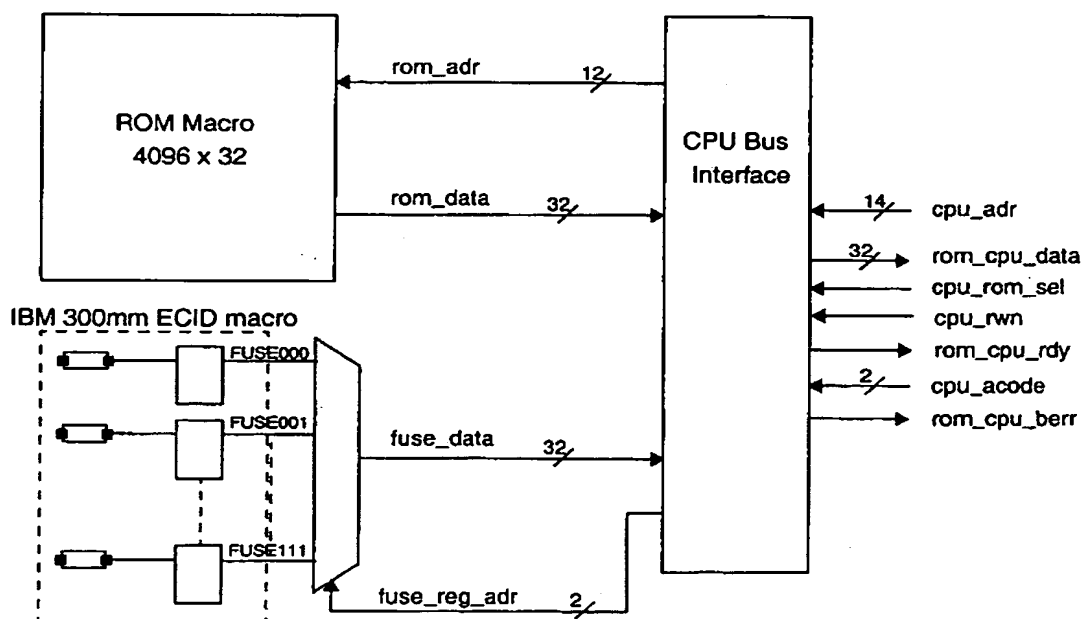 ROM Macro
4096 x 32
rom_adr
12
rom_data
32
CPU Bus
Interface
14
cpu_adr
32
rom_cpu_data
cpu_rom_sel
cpu_rwn
rom_cpu_rdy
2
cpu_acode
rom_cpu_berr
IBM 300mm ECID macro
FUSE000
FUSE001
FUSE111
fuse_data
32
fuse_reg_adr
2